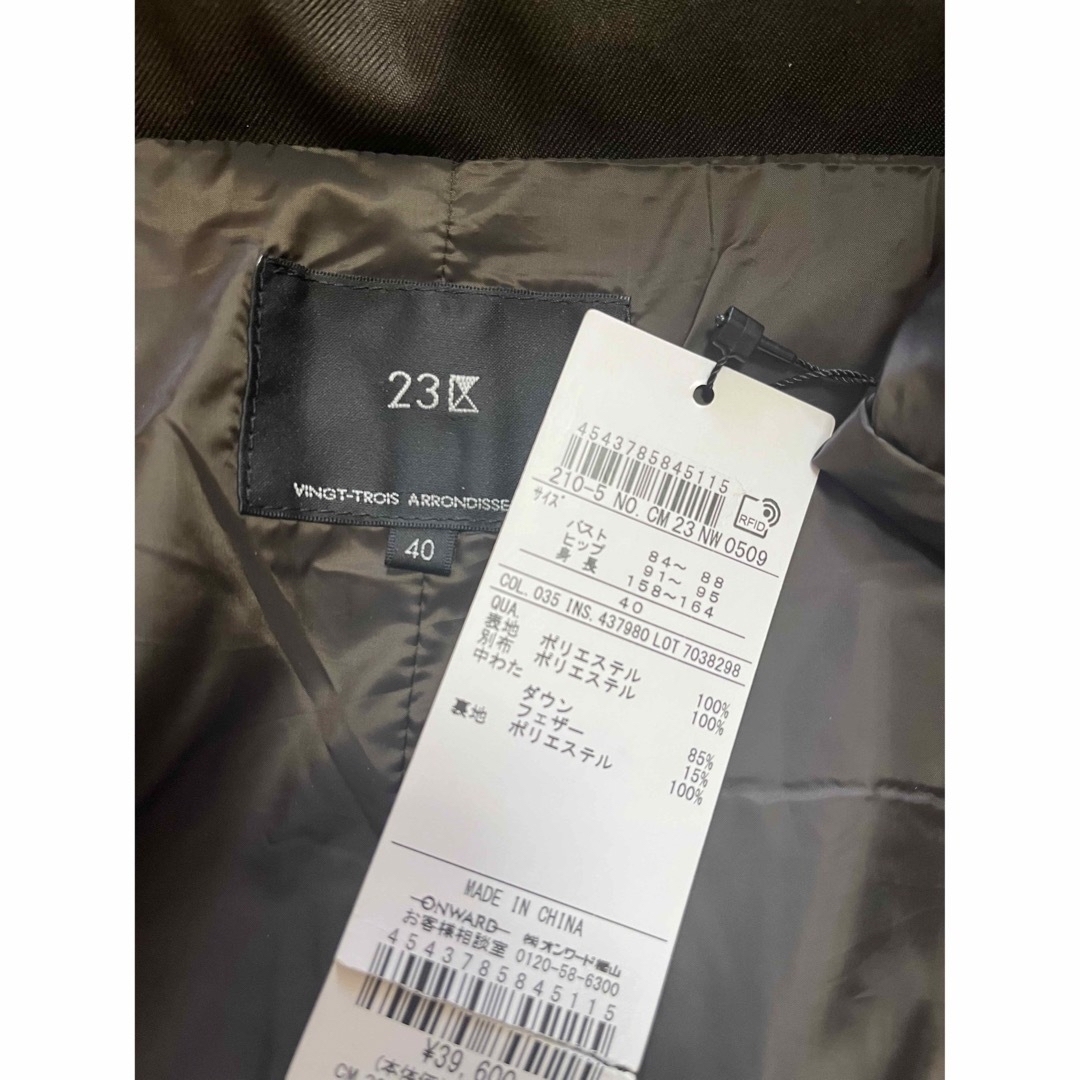 23区
VINGT-TROIS ARRONDISSE
40
4543785845115
210-5 NO. CM 23 NW 0509
RFID
サイズ
バスト 84～ 88
ヒップ 91～ 95
身長 158～164
40
COL. 035 INS. 437980 LOT 7038298
QUA.
表地 ポリエステル 100%
別布 ポリエステル 100%
中わた
ダウン 85%
フェザー 15%
裏地 ポリエステル 100%
MADE IN CHINA
ONWARD ㈱オンワード樫山
お客様相談室 0120-58-6300
4543785845115
¥39,600
(本体価